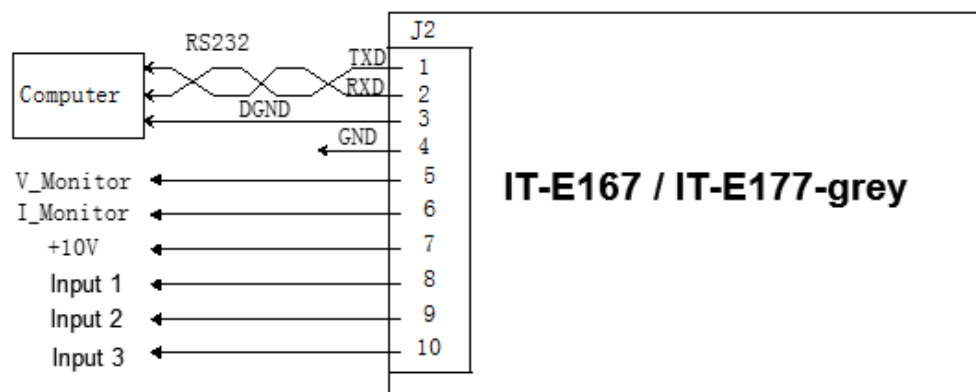 J2
RS232
TXD
1
Computer
RXD
2
DGND
3
GND
4
V_Monitor
5
IT-E167 / IT-E177-grey
I_Monitor
6
+10V
7
Input 1
8
Input 2
9
Input 3
10